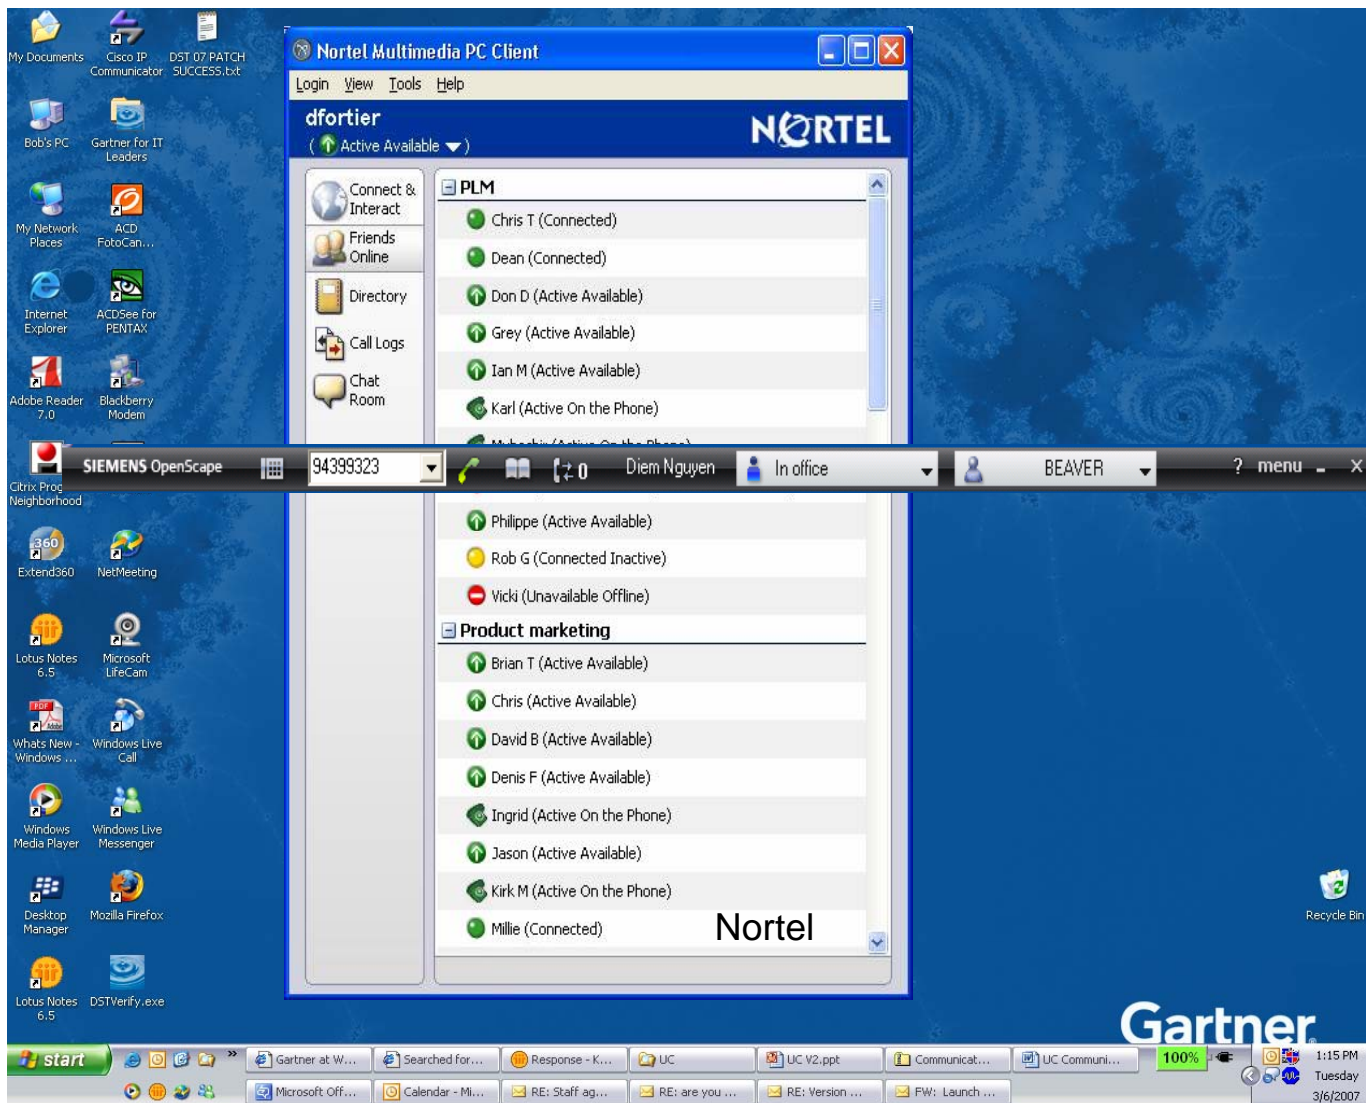 My Documents
Cisco IP Communicator
DST 07 PATCH SUCCESS.txt
Bob's PC
Gartner for IT Leaders
My Network Places
ACD FotoCan...
Internet Explorer
ACDSee for PENTAX
Adobe Reader 7.0
Blackberry Modem
Citrix Prog
Neighborhood
Extend360
NetMeeting
Lotus Notes 6.5
Microsoft LifeCam
Whats New - Windows ...
Windows Live Call
Windows Media Player
Windows Live Messenger
Desktop Manager
Mozilla Firefox
Lotus Notes 6.5
DSTVerify.exe
Nortel Multimedia PC Client
Login View Tools Help
dfortier
( Active Available )
NORTEL
Connect & Interact
Friends Online
Directory
Call Logs
Chat Room
PLM
Chris T (Connected)
Dean (Connected)
Don D (Active Available)
Grey (Active Available)
Ian M (Active Available)
Karl (Active On the Phone)
SIEMENS OpenScape
94399323
0
Diem Nguyen
In office
BEAVER
? menu - X
Philippe (Active Available)
Rob G (Connected Inactive)
Vicki (Unavailable Offline)
Product marketing
Brian T (Active Available)
Chris (Active Available)
David B (Active Available)
Denis F (Active Available)
Ingrid (Active On the Phone)
Jason (Active Available)
Kirk M (Active On the Phone)
Millie (Connected)
Nortel
Recycle Bin
Gartner
start
Gartner at W...
Searched for...
Response - K...
UC
UC V2.ppt
Communicat...
UC Communi...
100%
1:15 PM
Microsoft Off...
Calendar - Mi...
RE: Staff ag...
RE: are you ...
RE: Version ...
FW: Launch ...
Tuesday
3/6/2007